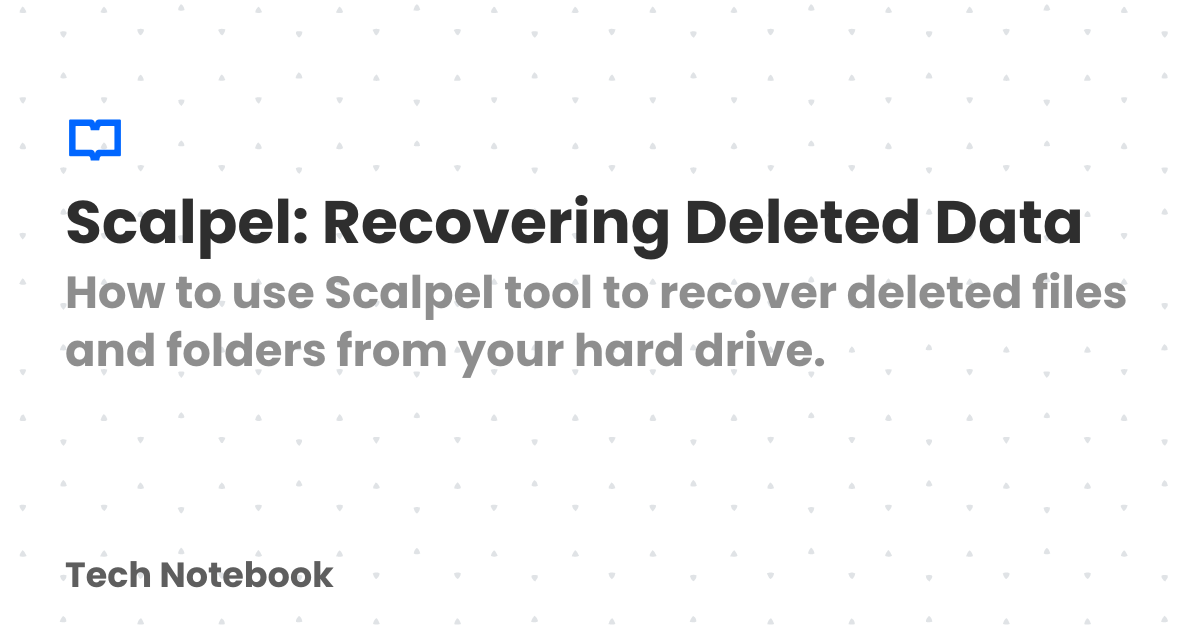 Scalpel: Recovering Deleted Data
How to use Scalpel tool to recover deleted files
and folders from your hard drive.
Tech Notebook